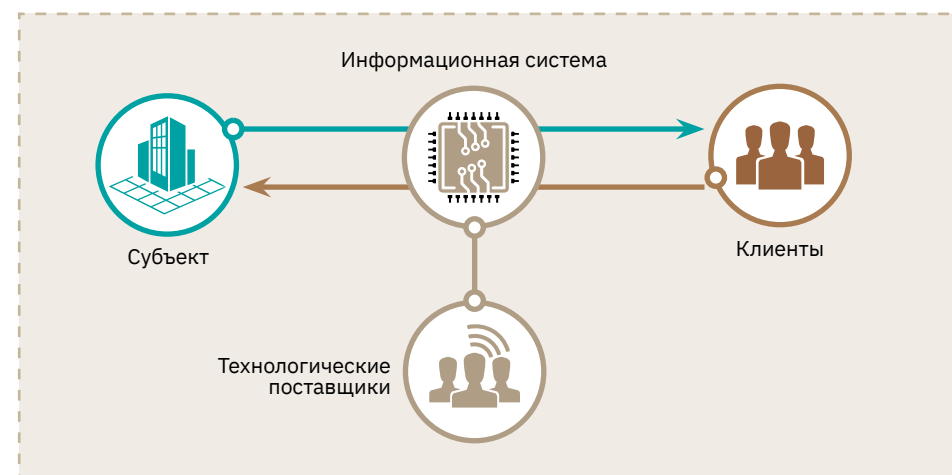 Информационная система
Субъект
Клиенты
Технологические
поставщики